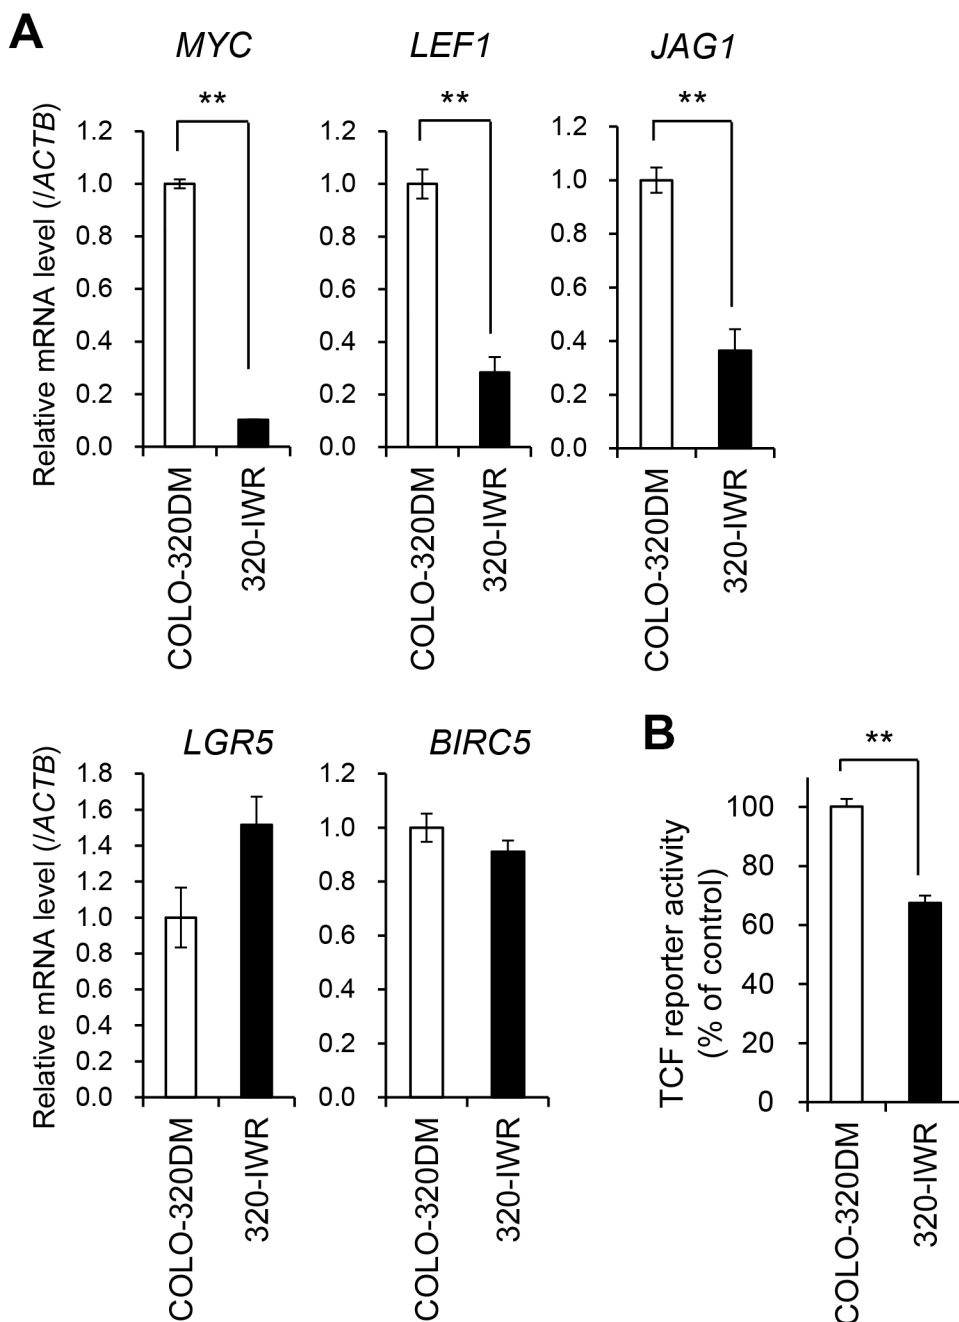 A
MYC
LEF1
JAG1
**
**
**
Relative mRNA level (/ACTB)
1.2
1.0
0.8
0.6
0.4
0.2
0.0
1.2
1.0
0.8
0.6
0.4
0.2
0.0
1.2
1.0
0.8
0.6
0.4
0.2
0.0
COLO-320DM
320-IWR
COLO-320DM
320-IWR
COLO-320DM
320-IWR
LGR5
BIRC5
Relative mRNA level (/ACTB)
1.8
1.6
1.4
1.2
1.0
0.8
0.6
0.4
0.2
0.0
1.2
1.0
0.8
0.6
0.4
0.2
0.0
COLO-320DM
320-IWR
COLO-320DM
320-IWR
B
**
TCF reporter activity
(% of control)
100
80
60
40
20
0
COLO-320DM
320-IWR